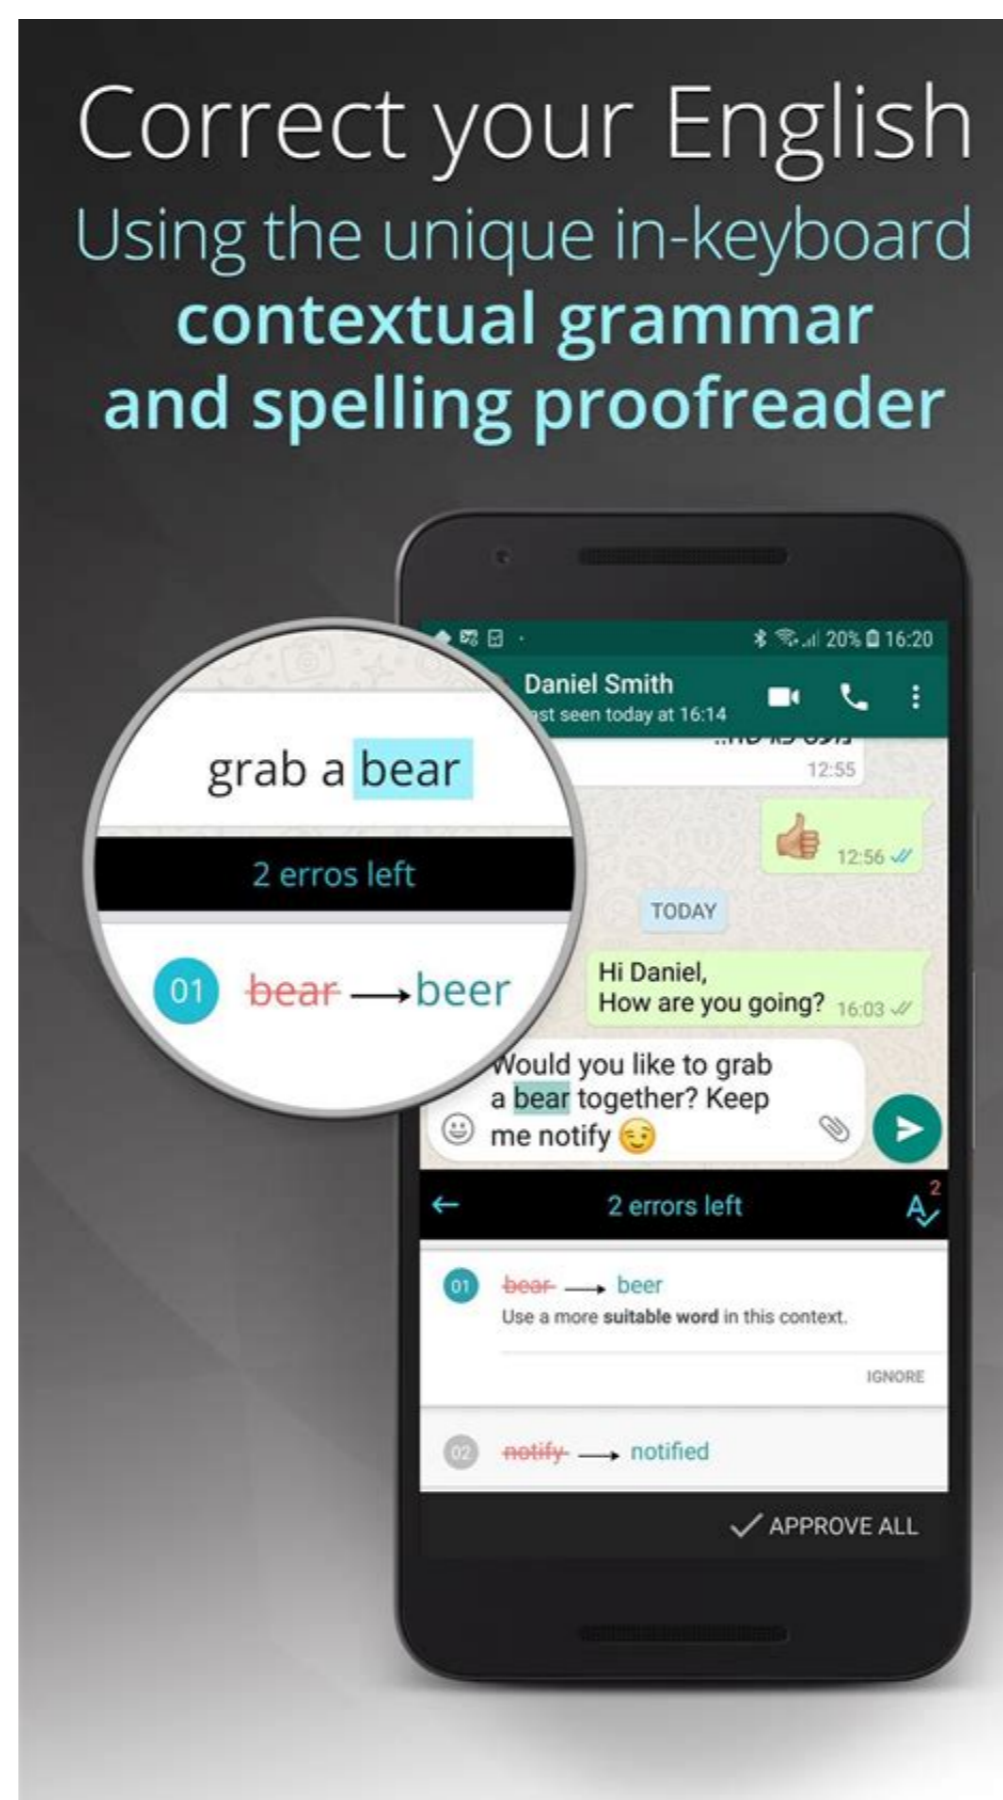 Correct your English
Using the unique in-keyboard
contextual grammar
and spelling proofreader
20% 16:20
Daniel Smith
ast seen today at 16:14
12:55
grab a bear
12:56
2 erros left
TODAY
01 bear → beer
Hi Daniel,
How are you going? 16:03
Would you like to grab
a bear together? Keep
me notify
2 errors left
2
01 bear → beer
Use a more suitable word in this context.
IGNORE
02 notify → notified
APPROVE ALL